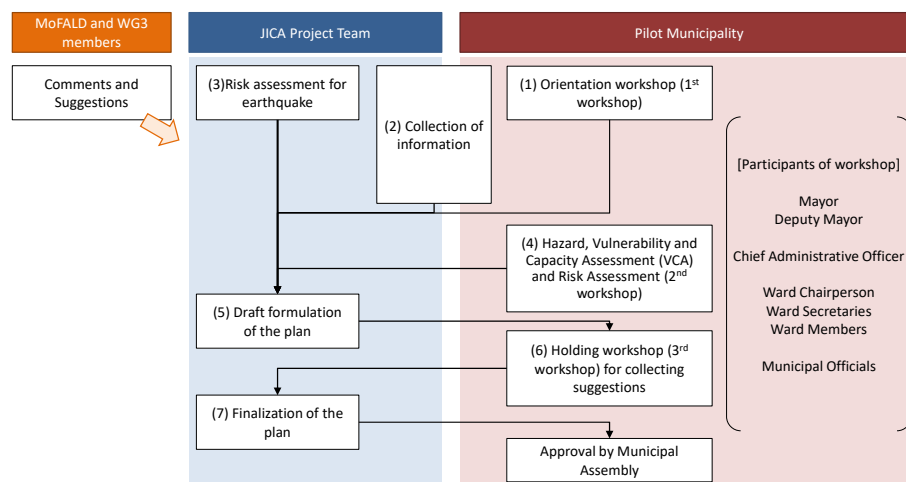 MoFALD and WG3
members
JICA Project Team
Pilot Municipality
Comments and
Suggestions
(3)Risk assessment for
earthquake
(2) Collection of
information
(1) Orientation workshop (1st
workshop)
[Participants of workshop]
Mayor
Deputy Mayor
Chief Administrative Officer
Ward Chairperson
Ward Secretaries
Ward Members
Municipal Officials
(4) Hazard, Vulnerability and
Capacity Assessment (VCA)
and Risk Assessment (2nd
workshop)
(5) Draft formulation
of the plan
(6) Holding workshop (3rd
workshop) for collecting
suggestions
(7) Finalization of the
plan
Approval by Municipal
Assembly